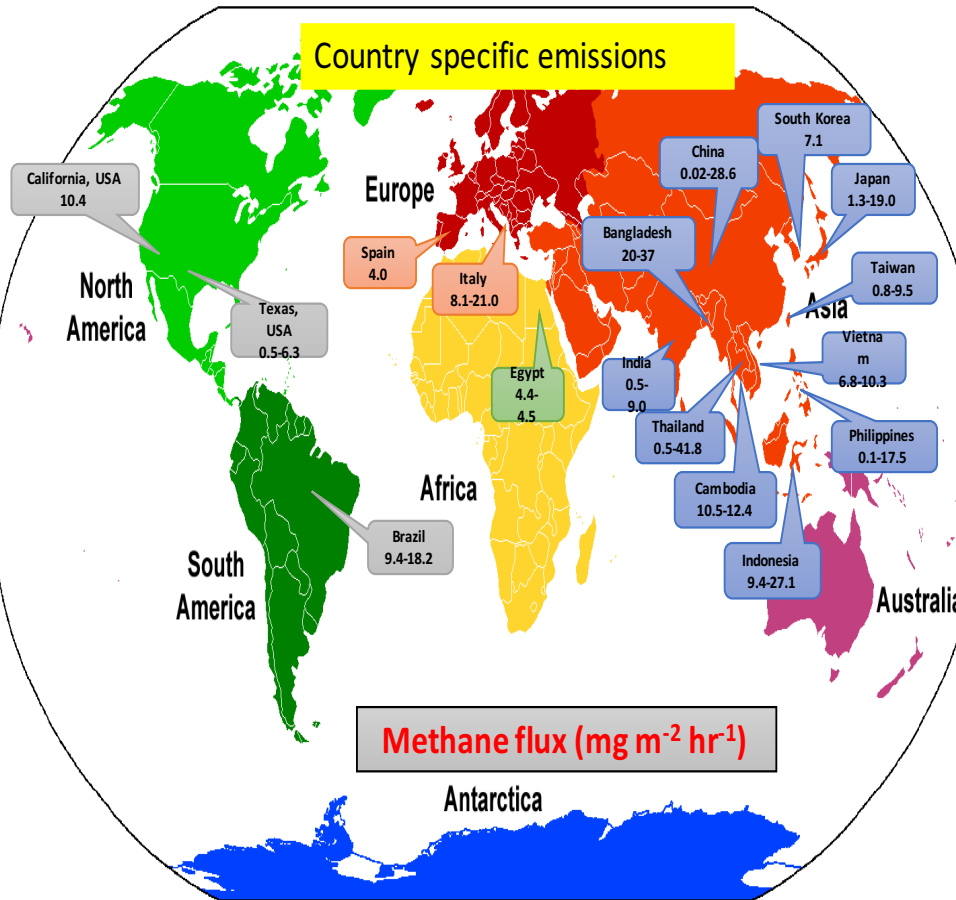 Country specific emissions
South Korea
7.1
China
0.02-28.6
California, USA
10.4
Japan
1.3-19.0
Europe
Bangladesh
20-37
Spain
4.0
Italy
8.1-21.0
Taiwan
0.8-9.5
North
America
Asia
Texas,
USA
0.5-6.3
Vietna
m
6.8-10.3
Egypt
4.4-
4.5
India
0.5-
9.0
Thailand
0.5-41.8
Philippines
0.1-17.5
Africa
Cambodia
10.5-12.4
Brazil
9.4-18.2
Indonesia
9.4-27.1
South
America
Australia
Methane flux (mg m⁻² hr⁻¹)
Antarctica